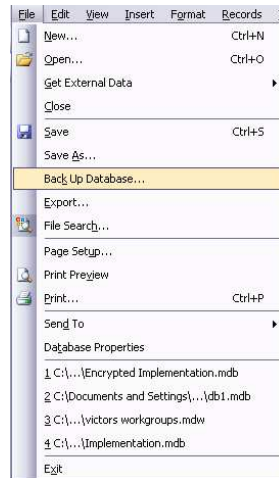 File Edit View Insert Format Records
New... Ctrl+N
Open... Ctrl+O
Get External Data
Close
Save Ctrl+S
Save As...
Back Up Database...
Export...
File Search...
Page Setup...
Print Preview
Print... Ctrl+P
Send To
Database Properties
1 C:\...\Encrypted Implementation.mdb
2 C:\Documents and Settings\...\db1.mdb
3 C:\...\victors workgroups.mdw
4 C:\...\Implementation.mdb
Exit